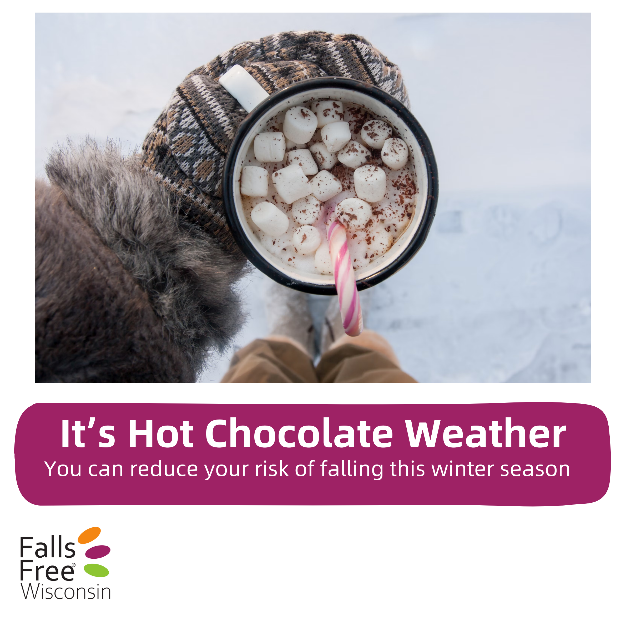 It’s Hot Chocolate Weather
You can reduce your risk of falling this winter season
Falls
Free®
Wisconsin